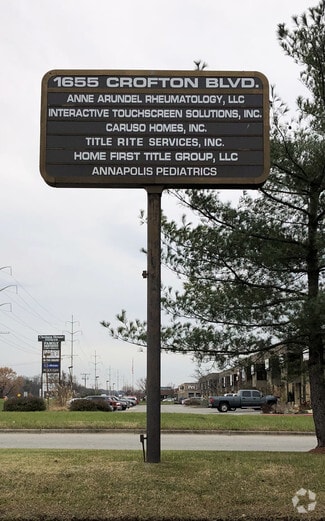 1655 CROFTON BLVD.
ANNE ARUNDEL RHEUMATOLOGY, LLC
INTERACTIVE TOUCHSCREEN SOLUTIONS, INC.
CARUSO HOMES, INC.
TITLE RITE SERVICES, INC.
HOME FIRST TITLE GROUP, LLC
ANNAPOLIS PEDIATRICS